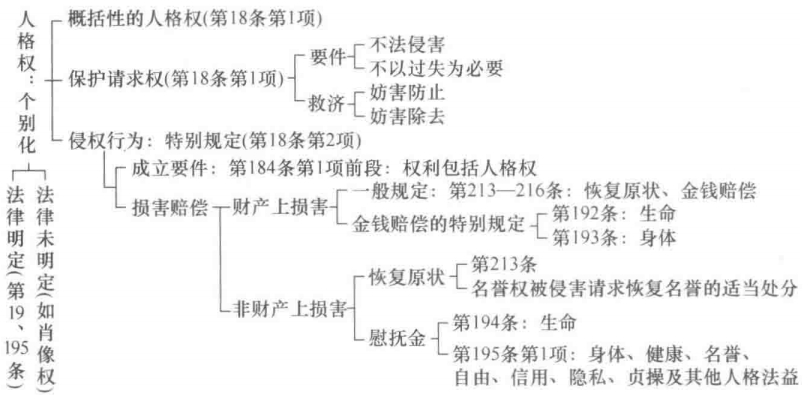 人格权：个别化
法律明定(第19、195条)
法律未明定(如肖像权)
概括性的人格权(第18条第1项)
保护请求权(第18条第1项)
要件
不法侵害
不以过失为必要
救济
妨害防止
妨害除去
侵权行为：特别规定(第18条第2项)
成立要件：第184条第1项前段：权利包括人格权
损害赔偿
财产上损害
一般规定：第213—216条：恢复原状、金钱赔偿
金钱赔偿的特别规定
第192条：生命
第193条：身体
非财产上损害
恢复原状
第213条
名誉权被侵害请求恢复名誉的适当处分
慰抚金
第194条：生命
第195条第1项：身体、健康、名誉、
自由、信用、隐私、贞操及其他人格法益